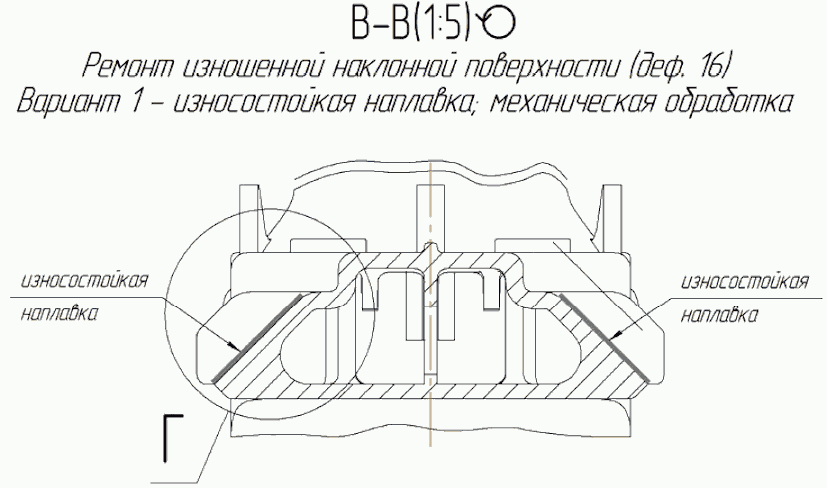 В-В(1:5)
Ремонт изношенной наклонной поверхности (деф. 16)
Вариант 1 - износостойкая наплавка; механическая обработка
износостойкая
наплавка
износостойкая
наплавка
Г